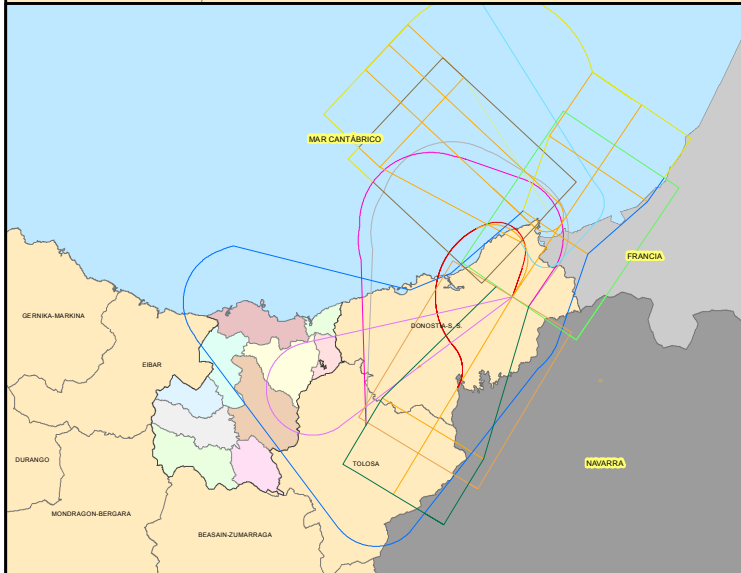 MAR CANTÁBRICO
FRANCIA
GERNIKA-MARKINA
DONOSTIA-S. S.
EIBAR
DURANGO
TOLOSA
NAVARRA
MONDRAGON-BERGARA
BEASAIN-ZUMARRAGA